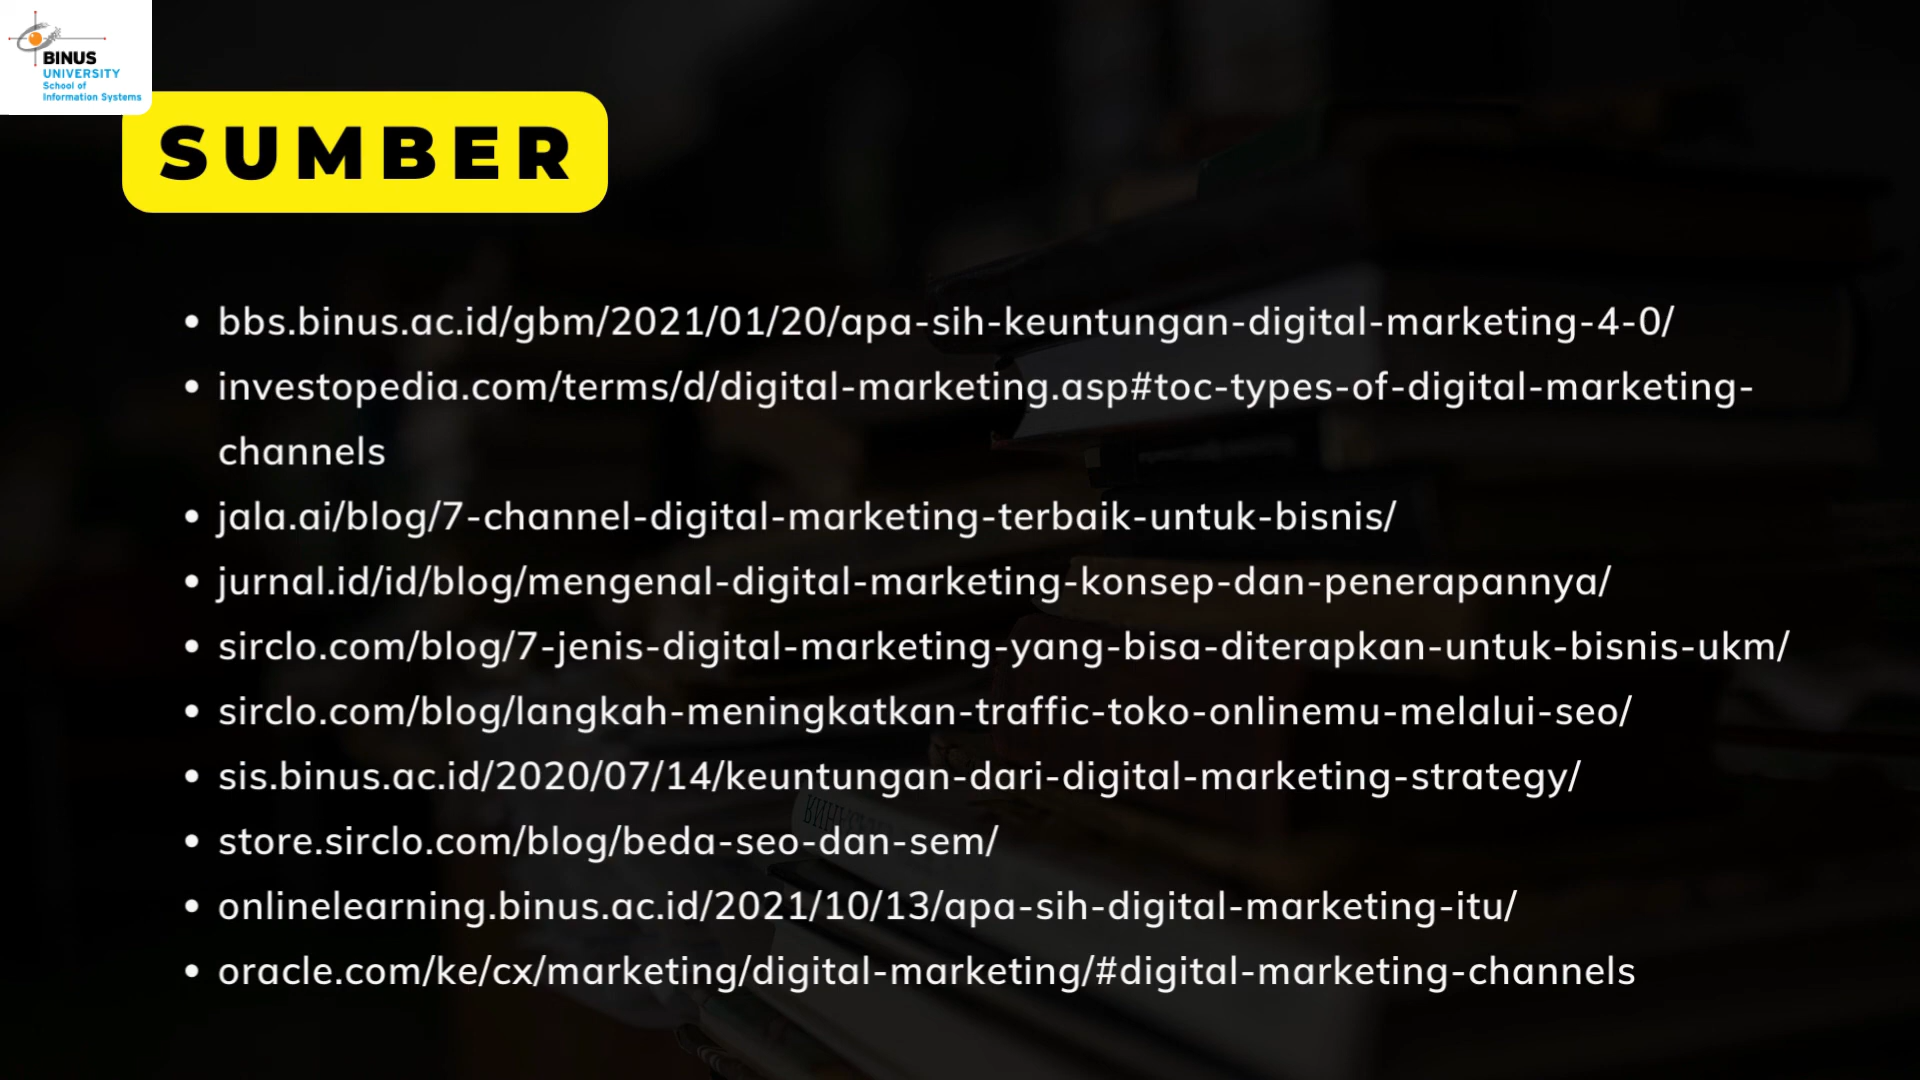 BINUS
UNIVERSITY
School of
Information Systems
SUMBER
• bbs.binus.ac.id/gbm/2021/01/20/apa-sih-keuntungan-digital-marketing-4-0/
• investopedia.com/terms/d/digital-marketing.asp#toc-types-of-digital-marketing-
channels
• jala.ai/blog/7-channel-digital-marketing-terbaik-untuk-bisnis/
• jurnal.id/id/blog/mengenal-digital-marketing-konsep-dan-penerapannya/
• sirclo.com/blog/7-jenis-digital-marketing-yang-bisa-diterapkan-untuk-bisnis-ukm/
• sirclo.com/blog/langkah-meningkatkan-traffic-toko-onlinemu-melalui-seo/
• sis.binus.ac.id/2020/07/14/keuntungan-dari-digital-marketing-strategy/
• store.sirclo.com/blog/beda-seo-dan-sem/
• onlinelearning.binus.ac.id/2021/10/13/apa-sih-digital-marketing-itu/
• oracle.com/ke/cx/marketing/digital-marketing/#digital-marketing-channels